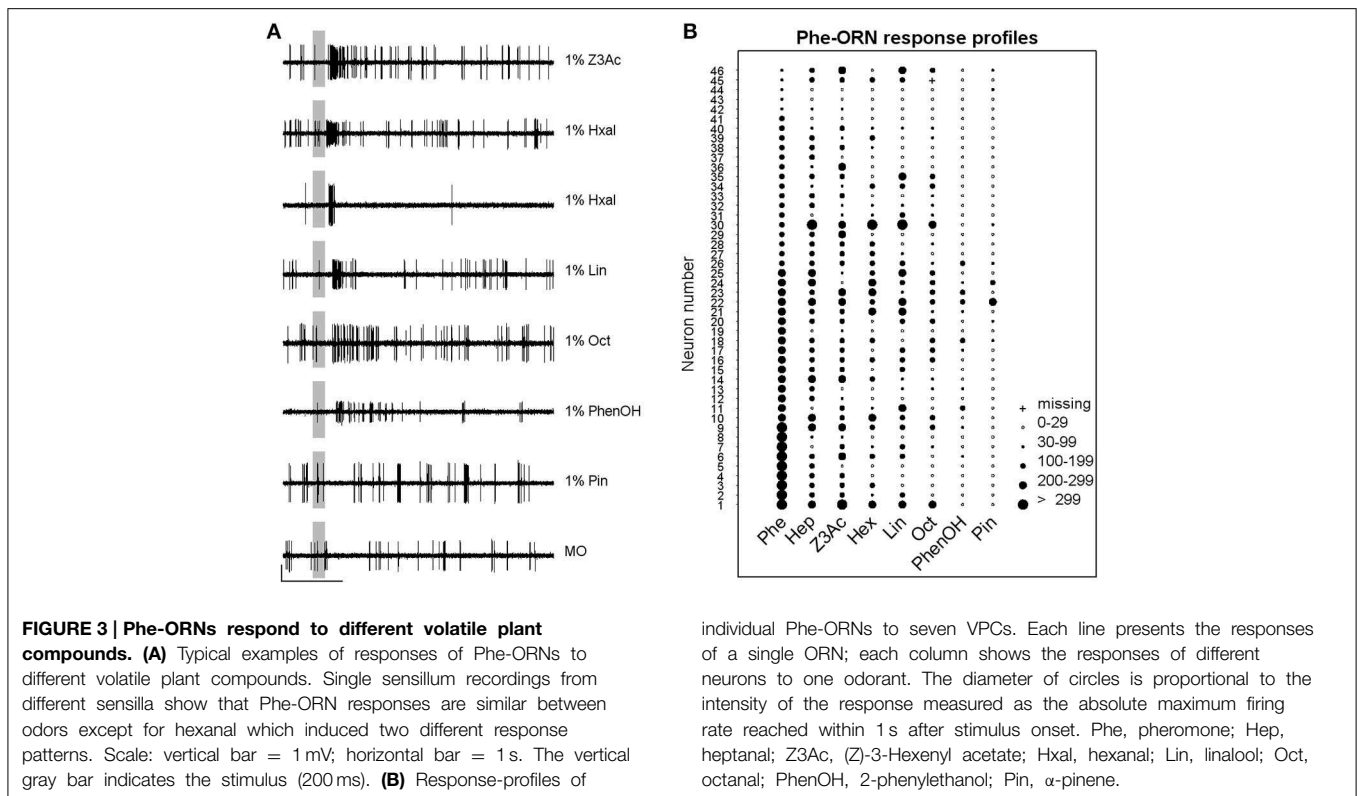 A
1% Z3Ac
1% Hxal
1% Hxal
1% Lin
1% Oct
1% PhenOH
1% Pin
MO
B
Phe-ORN response profiles
Neuron number
46
45
44
43
42
41
40
39
38
37
36
35
34
33
32
31
30
29
28
27
26
25
24
23
22
21
20
19
18
17
16
15
14
13
12
11
10
9
8
7
6
5
4
3
2
1
+ missing
0-29
30-99
100-199
200-299
> 299
Phe Hep Z3Ac Hex Lin Oct PhenOH Pin
FIGURE 3 | Phe-ORNs respond to different volatile plant
compounds. (A) Typical examples of responses of Phe-ORNs to
different volatile plant compounds. Single sensillum recordings from
different sensilla show that Phe-ORN responses are similar between
odors except for hexanal which induced two different response
patterns. Scale: vertical bar = 1 mV; horizontal bar = 1 s. The vertical
gray bar indicates the stimulus (200 ms). (B) Response-profiles of
individual Phe-ORNs to seven VPCs. Each line presents the responses
of a single ORN; each column shows the responses of different
neurons to one odorant. The diameter of circles is proportional to the
intensity of the response measured as the absolute maximum firing
rate reached within 1 s after stimulus onset. Phe, pheromone; Hep,
heptanal; Z3Ac, (Z)-3-Hexenyl acetate; Hxal, hexanal; Lin, linalool; Oct,
octanal; PhenOH, 2-phenylethanol; Pin, α-pinene.